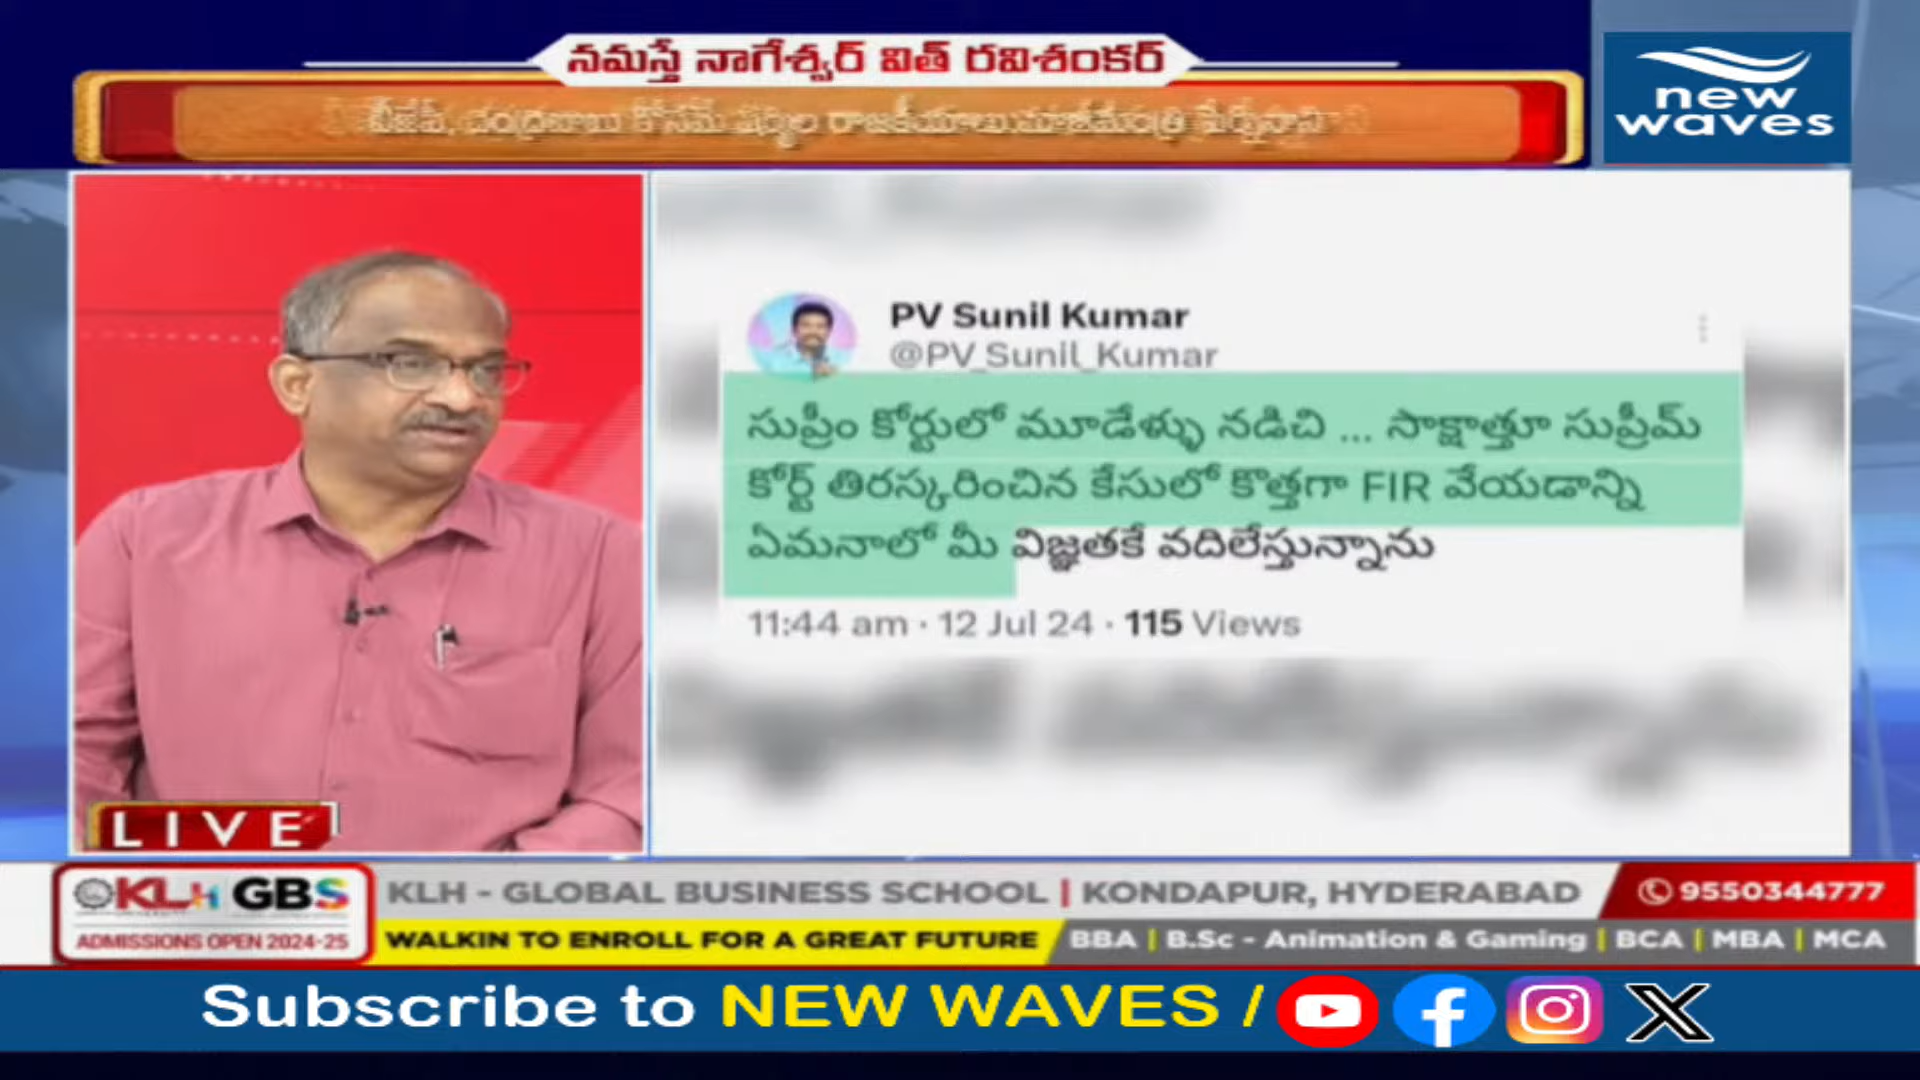 నమస్తే నాగేశ్వర్ విత్ రవిశంకర్
new
waves
PV Sunil Kumar
@PV_Sunil_Kumar
సుప్రీం కోర్టులో మూడేళ్ళు నడిచి ... సాక్షాత్తూ సుప్రీమ్
కోర్ట్ తిరస్కరించిన కేసులో కొత్తగా FIR వేయడాన్ని
ఏమనాలో మీ విజ్ఞతకే వదిలేస్తున్నాను
11:44 am · 12 Jul 24 · 115 Views
LIVE
KLH GBS
ADMISSIONS OPEN 2024-25
KLH - GLOBAL BUSINESS SCHOOL | KONDAPUR, HYDERABAD
9550344777
WALKIN TO ENROLL FOR A GREAT FUTURE
BBA | B.Sc - Animation & Gaming | BCA | MBA | MCA
Subscribe to NEW WAVES /